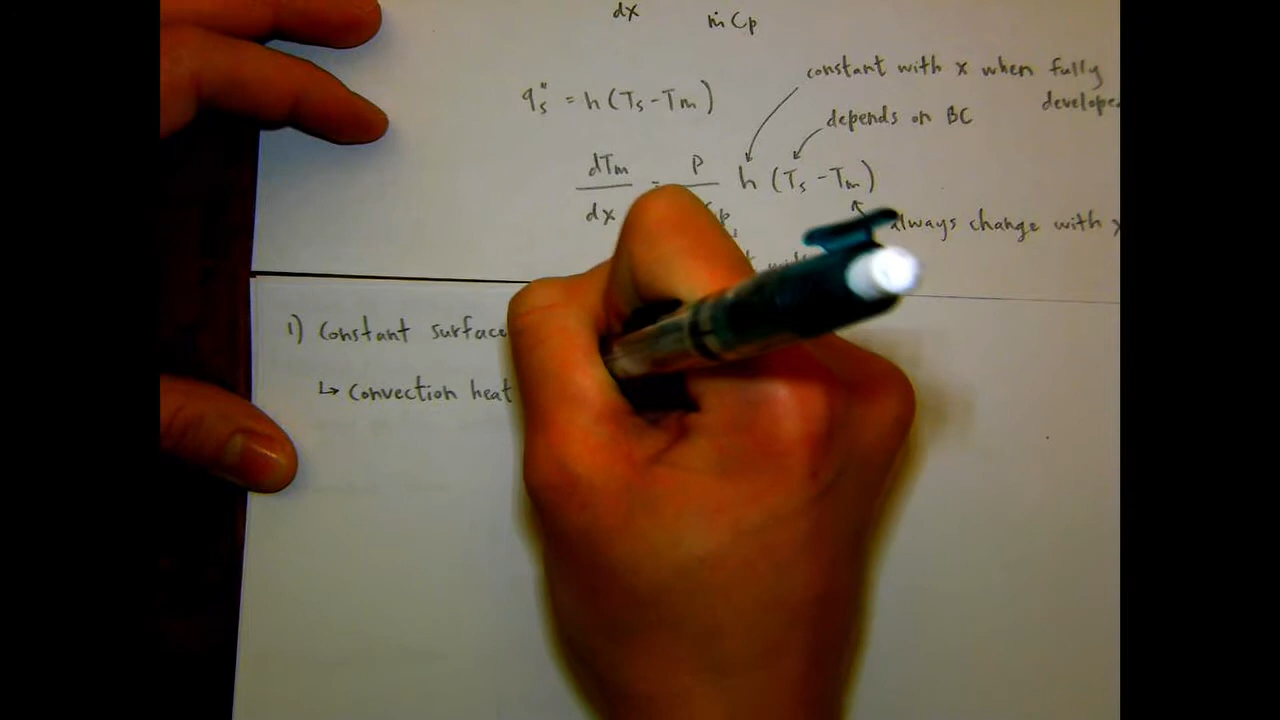 dx ṁ Cp
constant with x when fully
q"s = h (Ts - Tm) develope
depends on BC
dTm P h (Ts - Tm)
dx
always change with x
1) Constant surface
↳ Convection heat